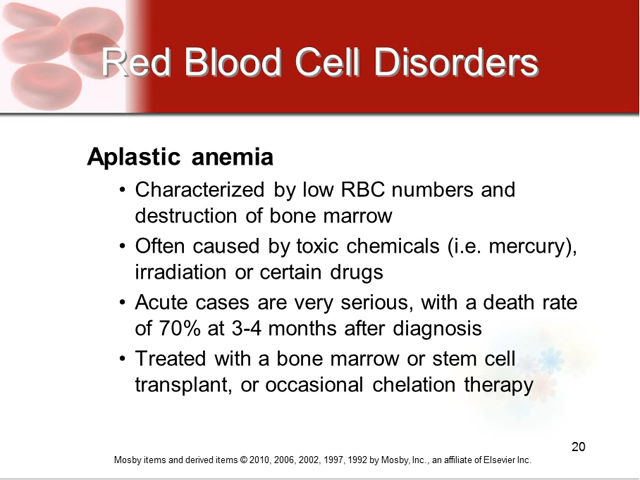 Red Blood Cell Disorders
Aplastic anemia
• Characterized by low RBC numbers and
destruction of bone marrow
• Often caused by toxic chemicals (i.e. mercury),
irradiation or certain drugs
• Acute cases are very serious, with a death rate
of 70% at 3-4 months after diagnosis
• Treated with a bone marrow or stem cell
transplant, or occasional chelation therapy
20
Mosby items and derived items © 2010, 2006, 2002, 1997, 1992 by Mosby, Inc., an affiliate of Elsevier Inc.